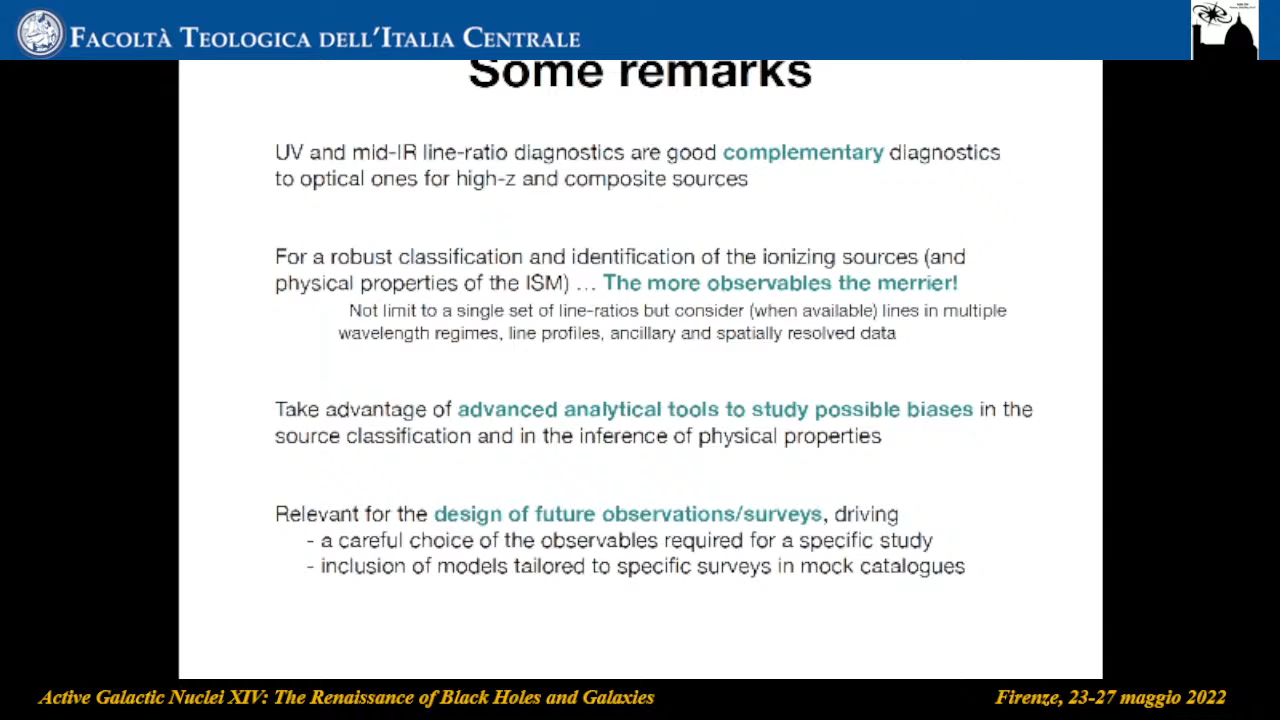 FACOLTÀ TEOLOGICA DELL'ITALIA CENTRALE
Some remarks
UV and mid-IR line-ratio diagnostics are good complementary diagnostics
to optical ones for high-z and composite sources
For a robust classification and identification of the ionizing sources (and
physical properties of the ISM) … The more observables the merrier!
Not limit to a single set of line-ratios but consider (when available) lines in multiple
wavelength regimes, line profiles, ancillary and spatially resolved data
Take advantage of advanced analytical tools to study possible biases in the
source classification and in the inference of physical properties
Relevant for the design of future observations/surveys, driving
- a careful choice of the observables required for a specific study
- inclusion of models tailored to specific surveys in mock catalogues
Active Galactic Nuclei XIV: The Renaissance of Black Holes and Galaxies
Firenze, 23-27 maggio 2022